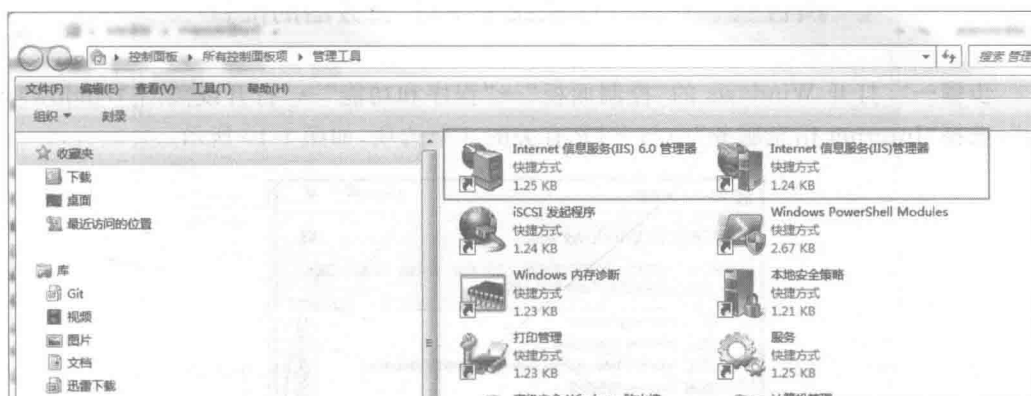 控制面板 ▸ 所有控制面板项 ▸ 管理工具
搜索 管理
文件(F) 编辑(E) 查看(V) 工具(T) 帮助(H)
组织 刻录
收藏夹
下载
桌面
最近访问的位置
库
Git
视频
图片
文档
迅雷下载
Internet 信息服务(IIS) 6.0 管理器
快捷方式
1.25 KB
Internet 信息服务(IIS)管理器
快捷方式
1.24 KB
iSCSI 发起程序
快捷方式
1.24 KB
Windows PowerShell Modules
快捷方式
2.67 KB
Windows 内存诊断
快捷方式
1.23 KB
本地安全策略
快捷方式
1.21 KB
打印管理
快捷方式
1.23 KB
服务
快捷方式
1.25 KB